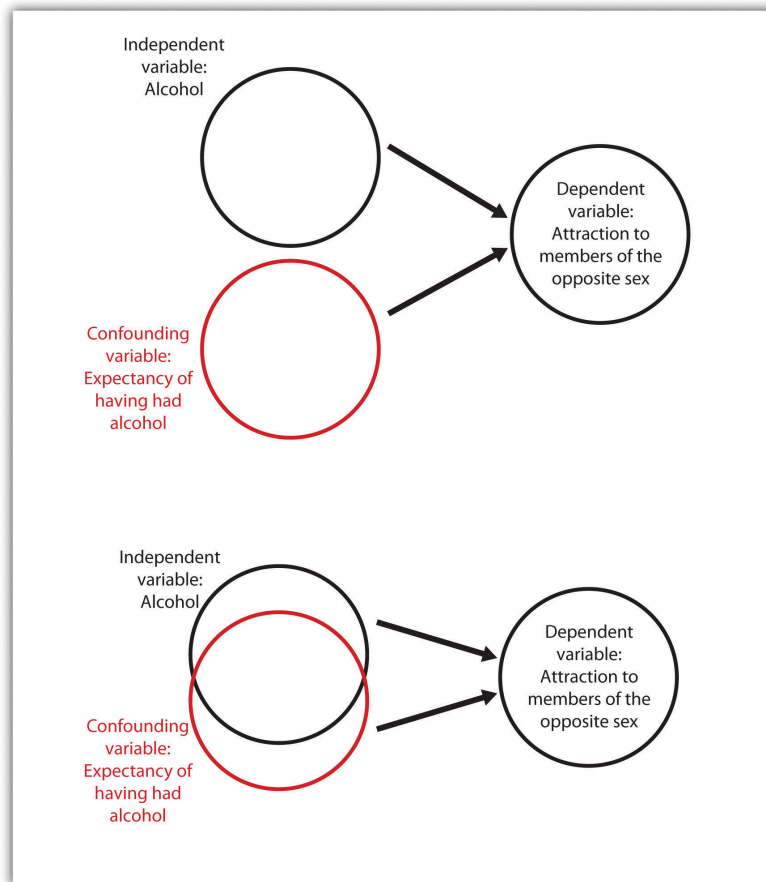 Independent
variable:
Alcohol
Dependent
variable:
Attraction to
members of the
opposite sex
Confounding
variable:
Expectancy of
having had
alcohol
Independent
variable:
Alcohol
Dependent
variable:
Attraction to
members of the
opposite sex
Confounding
variable:
Expectancy of
having had
alcohol